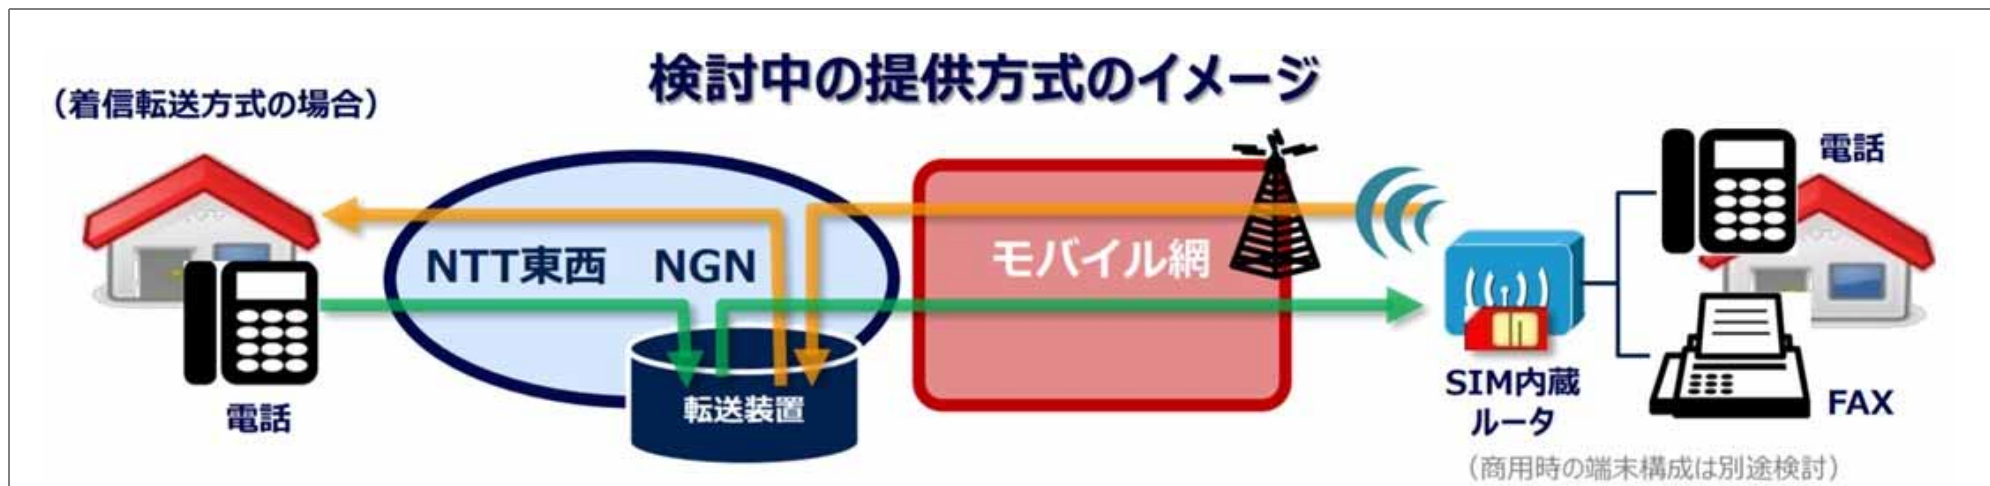 検討中の提供方式のイメージ
（着信転送方式の場合）
電話
NTT東西 NGN
モバイル網
転送装置
電話
SIM内蔵
ルータ
FAX
（商用時の端末構成は別途検討）